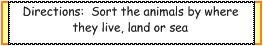 Directions:  Sort the animals by where
they live, land or sea